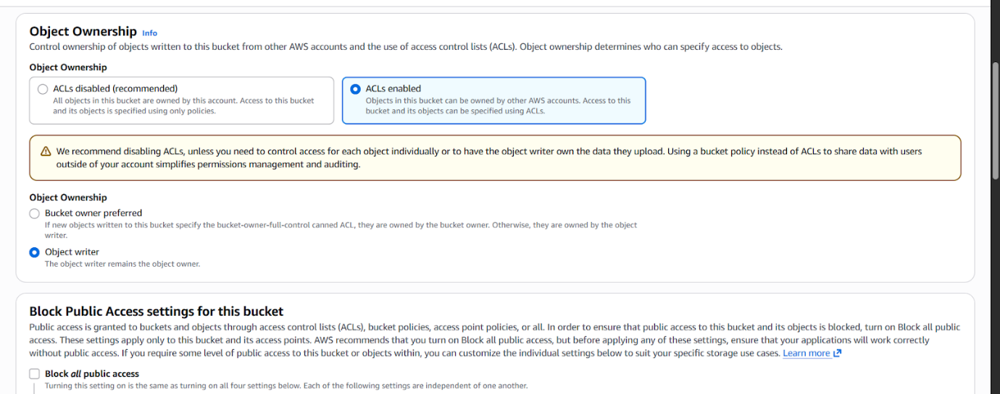 Object Ownership Info
Control ownership of objects written to this bucket from other AWS accounts and the use of access control lists (ACLs). Object ownership determines who can specify access to objects.
Object Ownership
ACLs disabled (recommended)
All objects in this bucket are owned by this account. Access to this bucket
and its objects is specified using only policies.
ACLs enabled
Objects in this bucket can be owned by other AWS accounts. Access to this
bucket and its objects can be specified using ACLs.
We recommend disabling ACLs, unless you need to control access for each object individually or to have the object writer own the data they upload. Using a bucket policy instead of ACLs to share data with users
outside of your account simplifies permissions management and auditing.
Object Ownership
Bucket owner preferred
If new objects written to this bucket specify the bucket-owner-full-control canned ACL, they are owned by the bucket owner. Otherwise, they are owned by the object
writer.
Object writer
The object writer remains the object owner.
Block Public Access settings for this bucket
Public access is granted to buckets and objects through access control lists (ACLs), bucket policies, access point policies, or all. In order to ensure that public access to this bucket and its objects is blocked, turn on Block all public
access. These settings apply only to this bucket and its access points. AWS recommends that you turn on Block all public access, but before applying any of these settings, ensure that your applications will work correctly
without public access. If you require some level of public access to this bucket or objects within, you can customize the individual settings below to suit your specific storage use cases. Learn more
Block all public access
Turning this setting on is the same as turning on all four settings below. Each of the following settings are independent of one another.